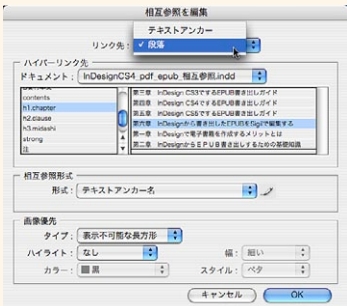 相互参照を編集
テキストアンカー
リンク先： ✓ 段落
ハイパーリンク先
ドキュメント： InDesignCS4_pdf_epub_相互参照.indd
contents
h1.chapter
h2.clause
h3.midashi
strong
注
第三章 InDesign CS3でするEPUB書き出しガイド
第四章 InDesign CS4でするEPUB書き出しガイド
第五章 InDesign CS5でするEPUB書き出しガイド
第六章 InDesignから書き出したEPUBをSigilで編集する
第一章 InDesignで電子書籍を作成するメリットとは
第二章 InDesignからEPUB書き出しするための基礎知識
相互参照形式
形式： テキストアンカー名
画像優先
タイプ： 表示不可能な長方形
ハイライト： なし
幅： 細い
カラー： 黒
スタイル： ベタ
キャンセル
OK